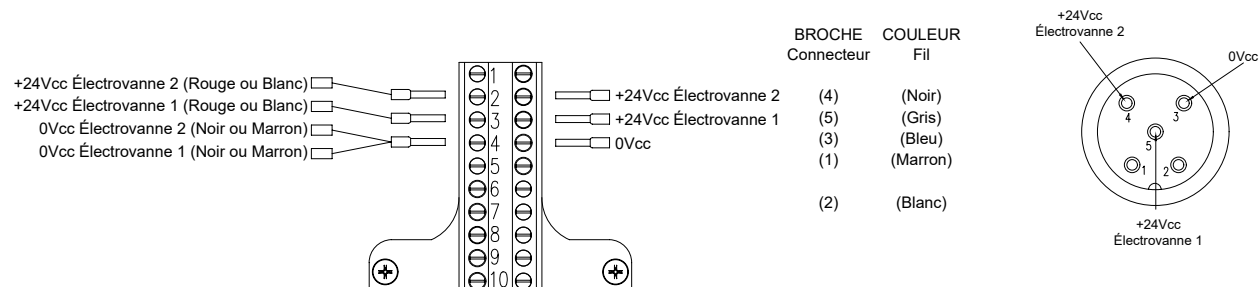 +24Vcc Électrovanne 2 (Rouge ou Blanc)
+24Vcc Électrovanne 1 (Rouge ou Blanc)
0Vcc Électrovanne 2 (Noir ou Marron)
0Vcc Électrovanne 1 (Noir ou Marron)
1
2
3
4
5
6
7
8
9
10
+24Vcc Électrovanne 2
+24Vcc Électrovanne 1
0Vcc
BROCHE COULEUR
Connecteur Fil
(4) (Noir)
(5) (Gris)
(3) (Bleu)
(1) (Marron)
(2) (Blanc)
+24Vcc
Électrovanne 2
0Vcc
4 3
5
1 2
+24Vcc
Électrovanne 1